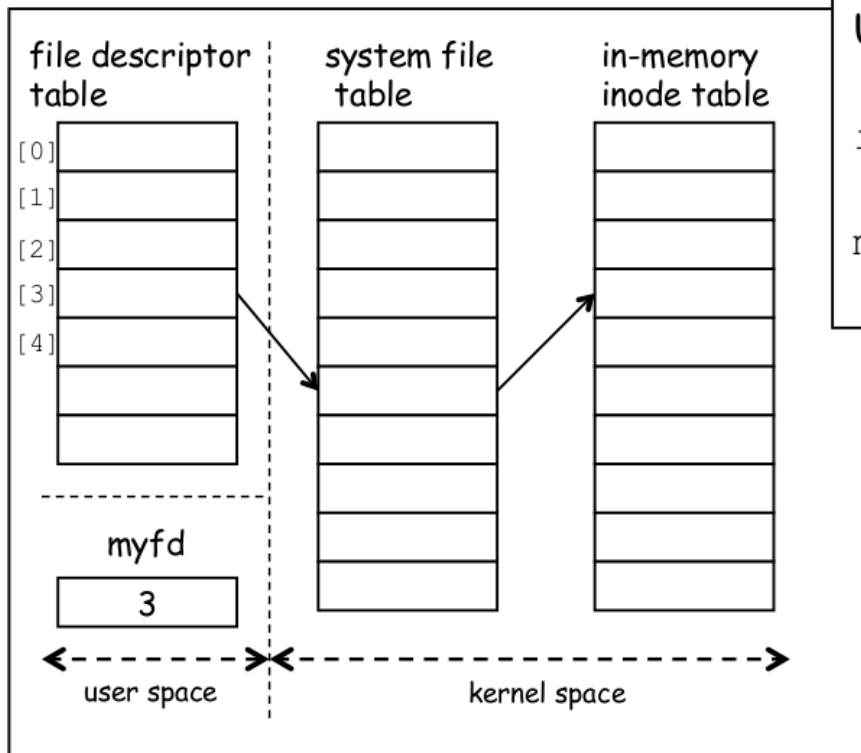 file descriptor
table
system file
table
in-memory
inode table
[0]
[1]
[2]
[3]
[4]
myfd
3
user space
kernel space